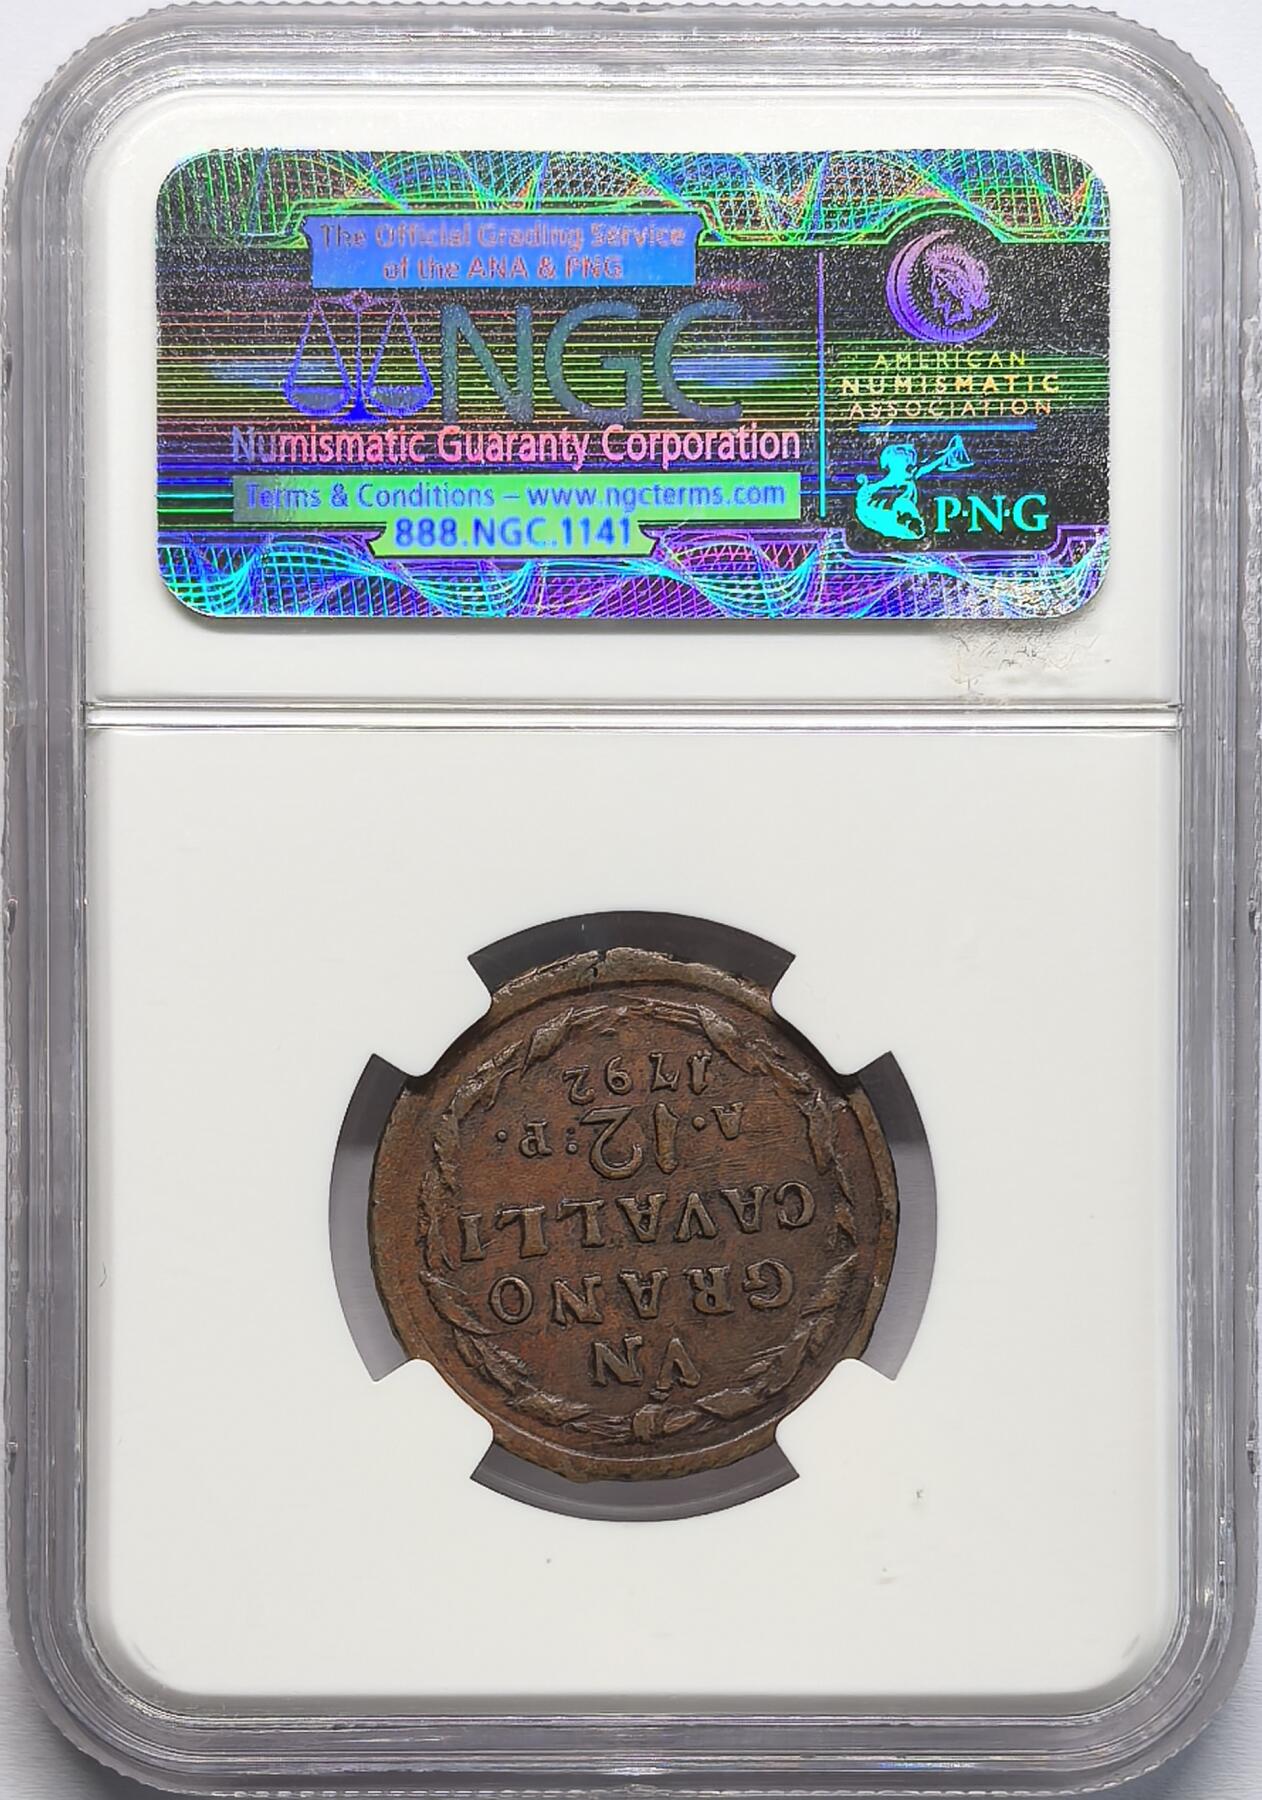 The Official Grading Service
of the ANA & PNG
NGC
Numismatic Guaranty Corporation
Terms & Conditions – www.ngcterms.com
888.NGC.1141
AMERICAN
NUMISMATIC
ASSOCIATION
P·N·G
VN
GRANO
CAVALLI
A·12:P·
1792